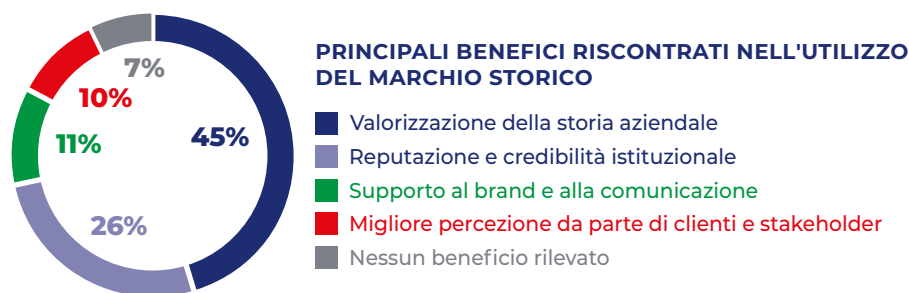 PRINCIPALI BENEFICI RISCONTRATI NELL'UTILIZZO
DEL MARCHIO STORICO
7%
10%
11%
45%
26%
Valorizzazione della storia aziendale
Reputazione e credibilità istituzionale
Supporto al brand e alla comunicazione
Migliore percezione da parte di clienti e stakeholder
Nessun beneficio rilevato